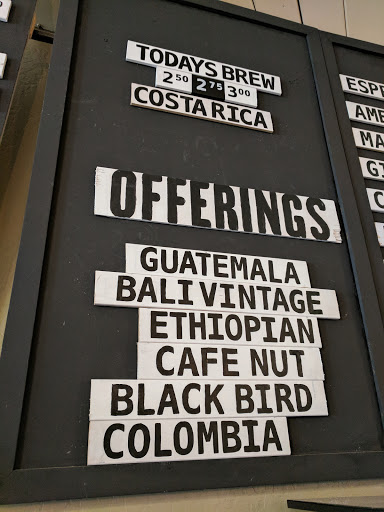 TODAYS BREW
2⁵⁰ 2⁷⁵ 3⁰⁰
COSTA RICA
OFFERINGS
GUATEMALA
BALI VINTAGE
ETHIOPIAN
CAFE NUT
BLACK BIRD
COLOMBIA